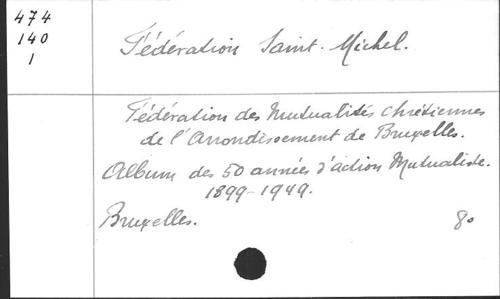 474
140
1
Fédération Saint-Michel.
Fédération des Mutualités Chrétiennes
de l'Arrondissement de Bruxelles.
Album des 50 années d'action Mutualiste.
1899-1949.
Bruxelles. 8°